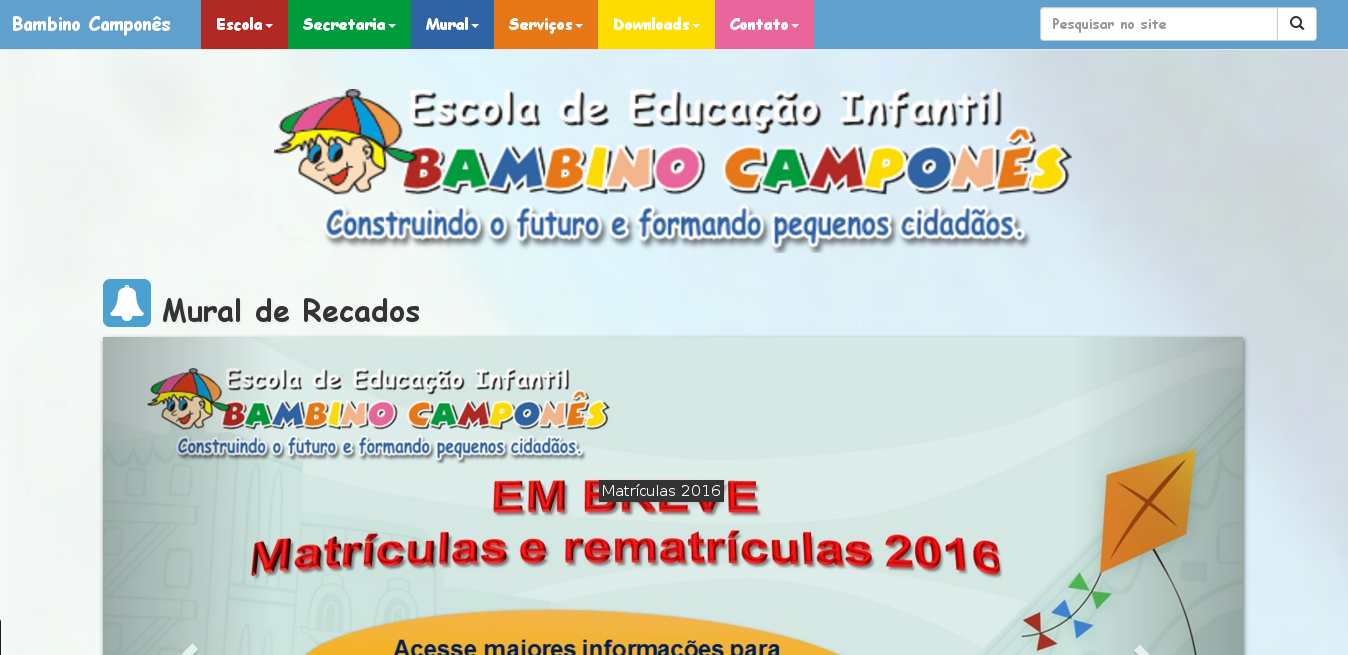 Bambino Camponês Escola Secretaria Mural Serviços Downloads Contato Pesquisar no site
Escola de Educação Infantil
BAMBINO CAMPONÊS
Construindo o futuro e formando pequenos cidadãos.
Mural de Recados
Escola de Educação Infantil
BAMBINO CAMPONÊS
Construindo o futuro e formando pequenos cidadãos.
EM BREVE
Matrículas 2016
Matrículas e rematrículas 2016
Acesse maiores informações para